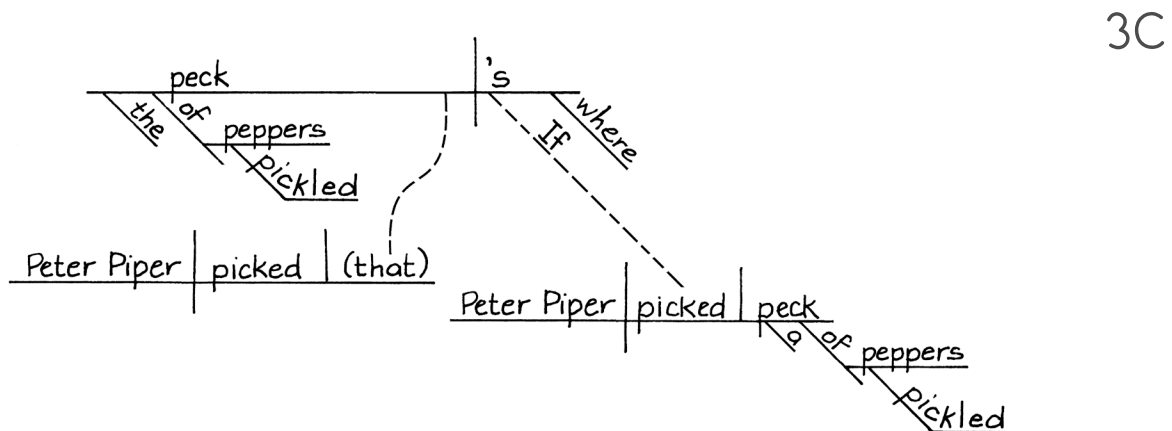 3C
peck 's
the of where
peppers If
pickled
Peter Piper picked (that)
Peter Piper picked peck
a of
peppers
pickled